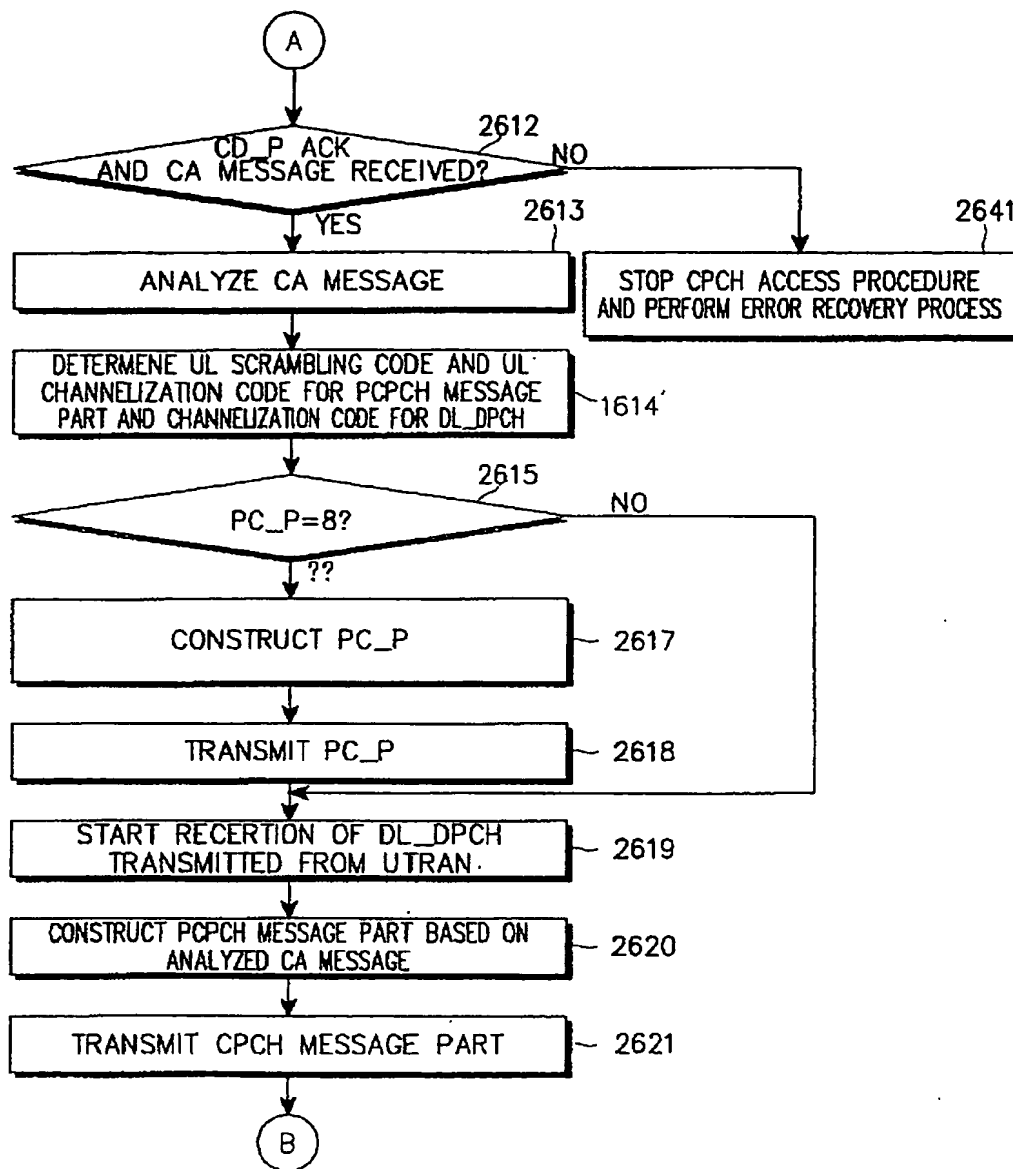 A
2612
CD_P ACK
AND CA MESSAGE RECEIVED?
NO
YES
2613
ANALYZE CA MESSAGE
2641
STOP CPCH ACCESS PROCEDURE
AND PERFORM ERROR RECOVERY PROCESS
DETERMENE UL SCRAMBLING CODE AND UL
CHANNELIZATION CODE FOR PCPCH MESSAGE
PART AND CHANNELIZATION CODE FOR DL_DPCH
1614
2615
PC_P=8?
NO
??
CONSTRUCT PC_P
2617
TRANSMIT PC_P
2618
START RECERTION OF DL_DPCH
TRANSMITTED FROM UTRAN.
2619
CONSTRUCT PCPCH MESSAGE PART BASED ON
ANALYZED CA MESSAGE
2620
TRANSMIT CPCH MESSAGE PART
2621
B